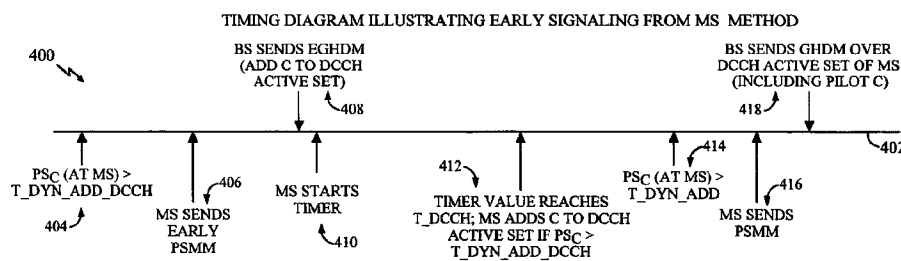 TIMING DIAGRAM ILLUSTRATING EARLY SIGNALING FROM MS METHOD
400
BS SENDS EGHDM
(ADD C TO DCCH
ACTIVE SET)
408
BS SENDS GHDM OVER
DCCH ACTIVE SET OF MS
(INCLUDING PILOT C)
418
402
PSC (AT MS) >
T_DYN_ADD_DCCH
404
406
MS SENDS
EARLY
PSMM
MS STARTS
TIMER
410
412
TIMER VALUE REACHES
T_DCCH; MS ADDS C TO DCCH
ACTIVE SET IF PSC >
T_DYN_ADD_DCCH
414
PSC (AT MS) >
T_DYN_ADD
416
MS SENDS
PSMM